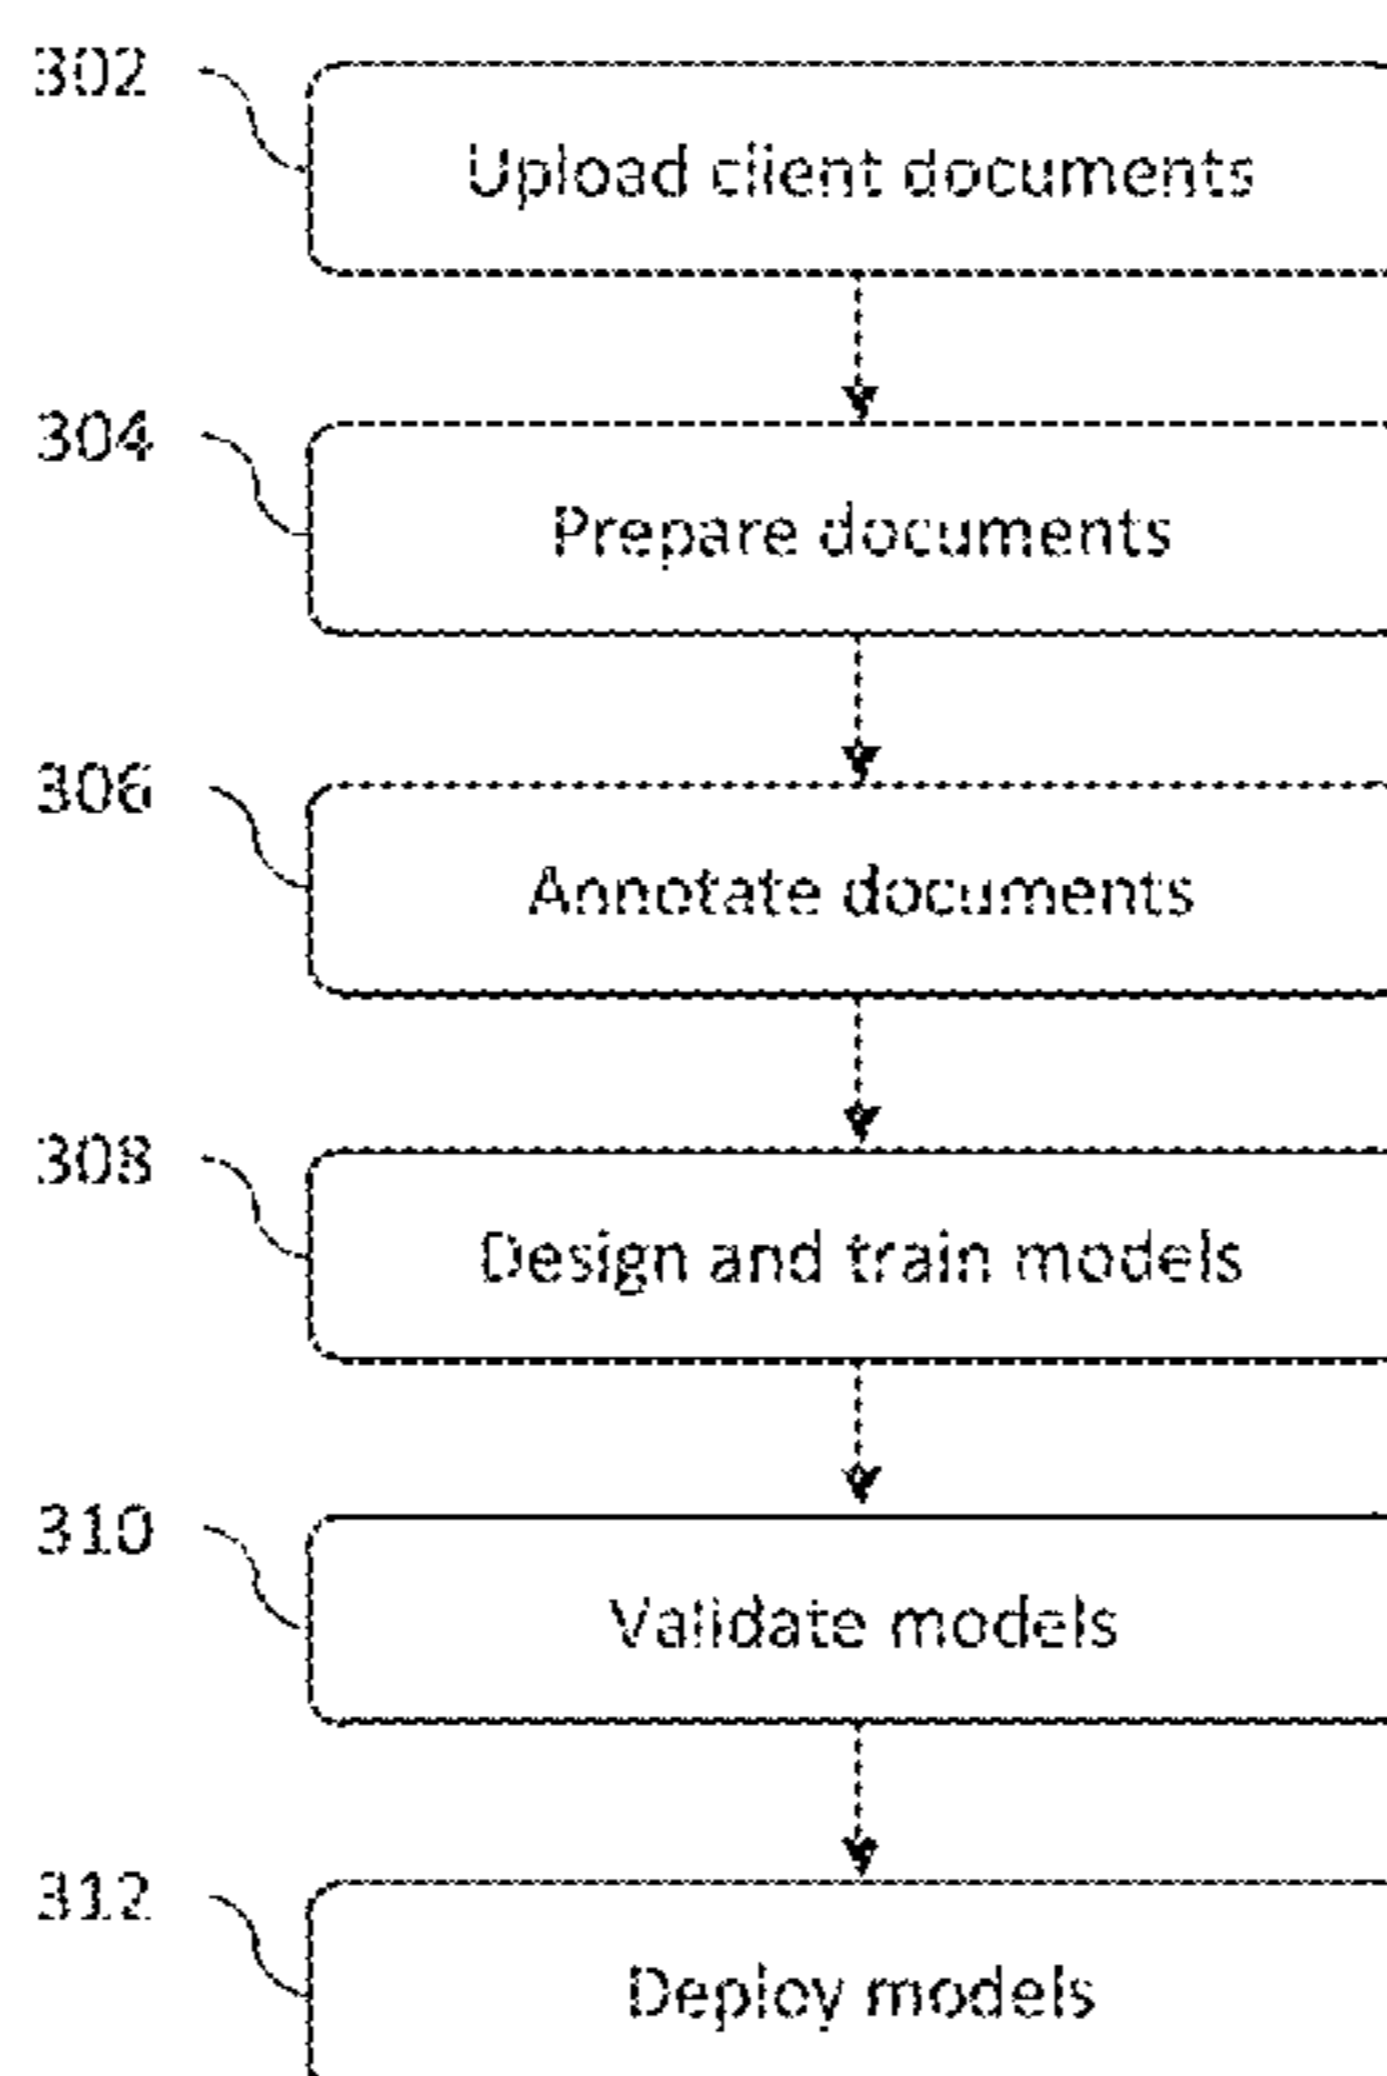 302
Upload client documents
304
Prepare documents
306
Annotate documents
308
Design and train models
310
Validate models
312
Deploy models